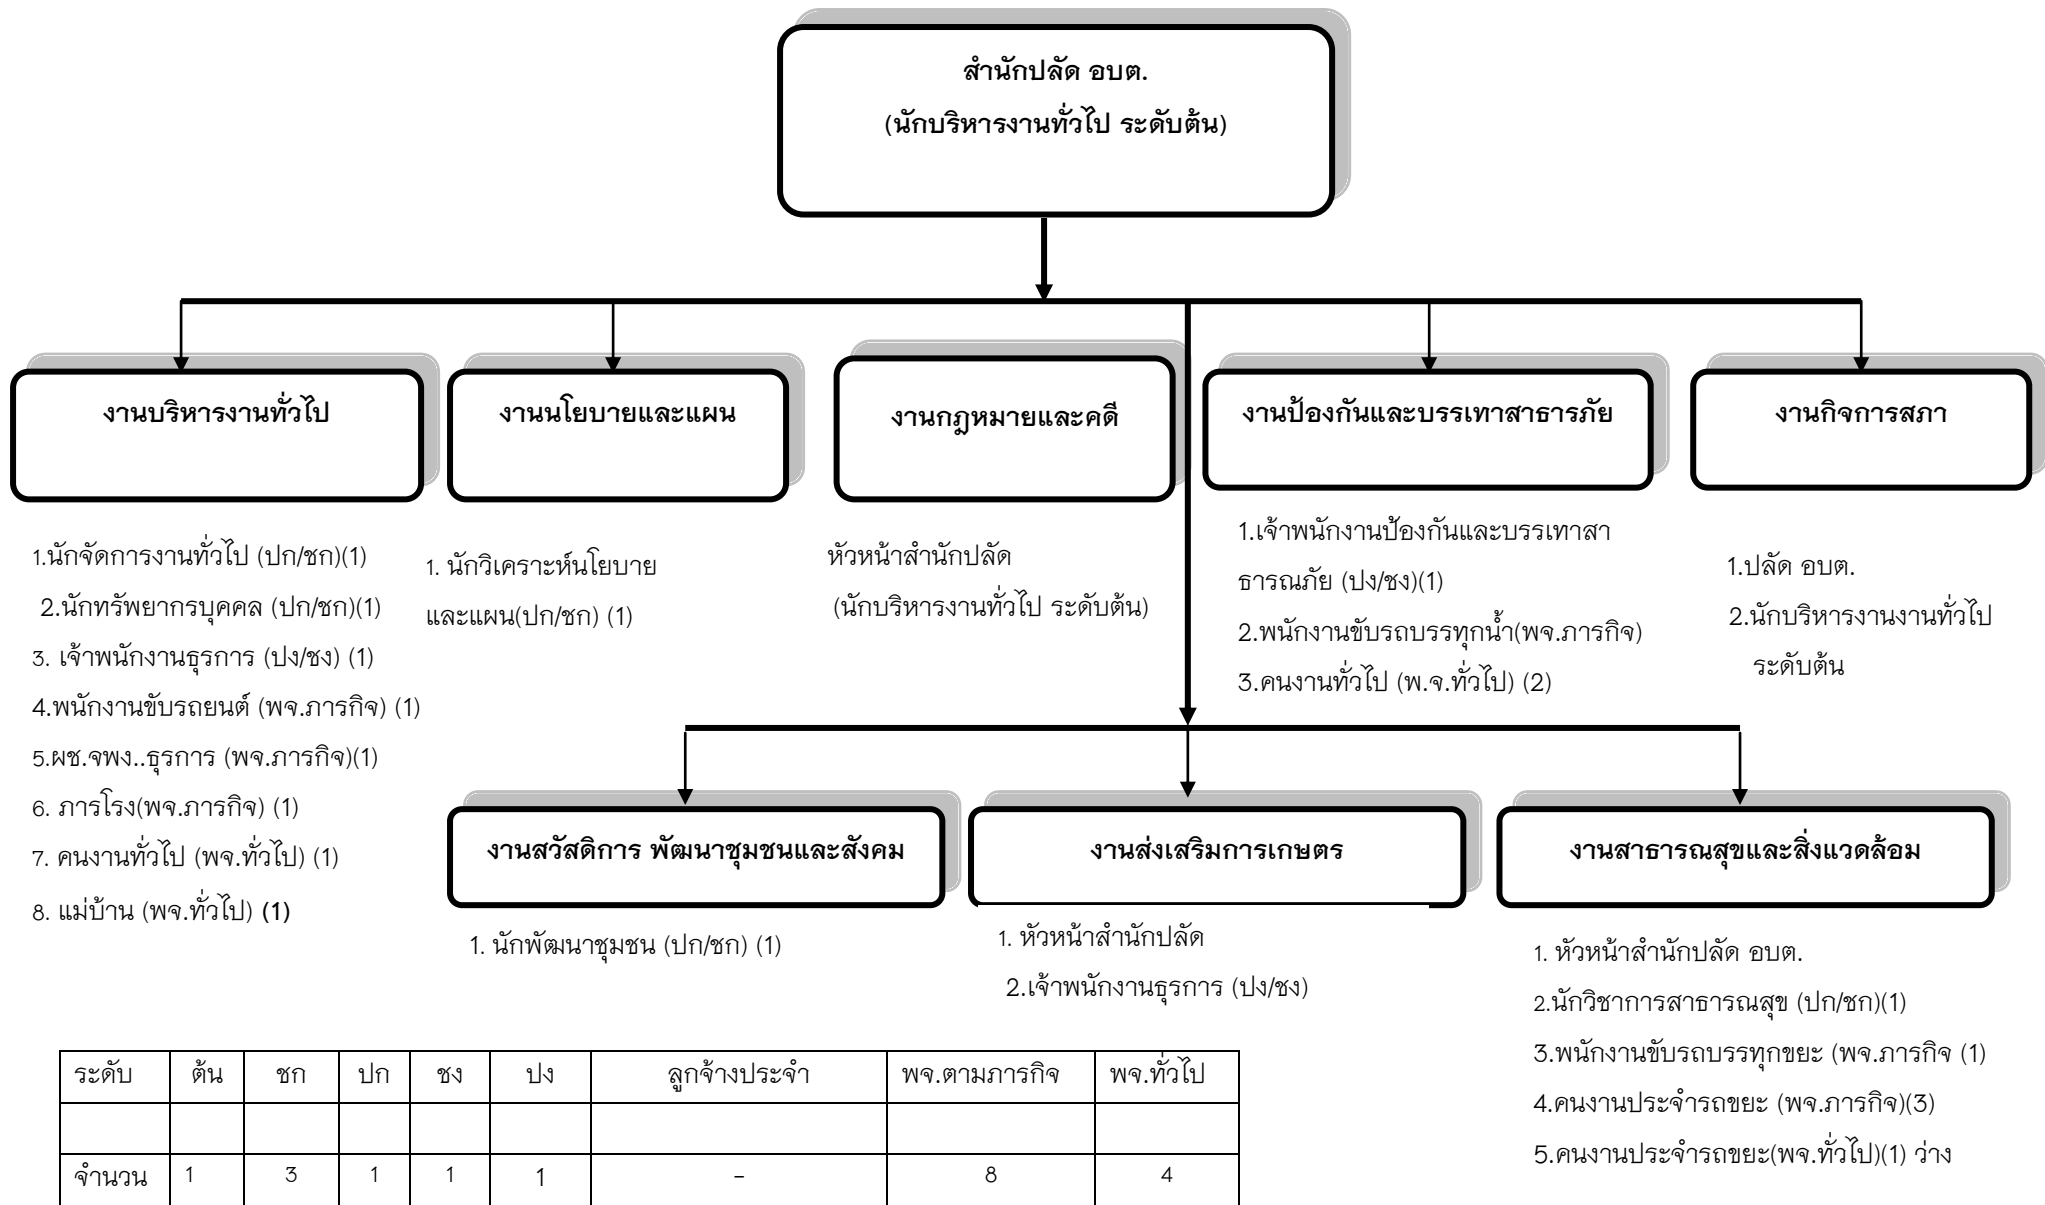 สำนักปลัด อบต.
(นักบริหารงานทั่วไป ระดับต้น)
งานบริหารงานทั่วไป
งานนโยบายและแผน
งานกฎหมายและคดี
งานป้องกันและบรรเทาสาธารภัย
งานกิจการสภา
1.นักจัดการงานทั่วไป (ปก/ชก)(1)
2.นักทรัพยากรบุคคล (ปก/ชก)(1)
3. เจ้าพนักงานธุรการ (ปง/ชง) (1)
4.พนักงานขับรถยนต์ (พจ.ภารกิจ) (1)
5.ผช.จพง..ธุรการ (พจ.ภารกิจ)(1)
6. ภารโรง(พจ.ภารกิจ) (1)
7. คนงานทั่วไป (พจ.ทั่วไป) (1)
8. แม่บ้าน (พจ.ทั่วไป) (1)
1. นักวิเคราะห์นโยบาย
และแผน(ปก/ชก) (1)
หัวหน้าสำนักปลัด
(นักบริหารงานทั่วไป ระดับต้น)
1.เจ้าพนักงานป้องกันและบรรเทาสา
ธารณภัย (ปง/ชง)(1)
2.พนักงานขับรถบรรทุกน้ำ(พจ.ภารกิจ)
3.คนงานทั่วไป (พ.จ.ทั่วไป) (2)
1.ปลัด อบต.
2.นักบริหารงานงานทั่วไป
ระดับต้น
งานสวัสดิการ พัฒนาชุมชนและสังคม
งานส่งเสริมการเกษตร
งานสาธารณสุขและสิ่งแวดล้อม
1. นักพัฒนาชุมชน (ปก/ชก) (1)
1. หัวหน้าสำนักปลัด
2.เจ้าพนักงานธุรการ (ปง/ชง)
1. หัวหน้าสำนักปลัด อบต.
2.นักวิชาการสาธารณสุข (ปก/ชก)(1)
3.พนักงานขับรถบรรทุกขยะ (พจ.ภารกิจ (1)
4.คนงานประจำรถขยะ (พจ.ภารกิจ)(3)
5.คนงานประจำรถขยะ(พจ.ทั่วไป)(1) ว่าง
ระดับ ต้น ชก ปก ชง ปง ลูกจ้างประจำ พจ.ตามภารกิจ พจ.ทั่วไป
จำนวน 1 3 1 1 1 - 8 4